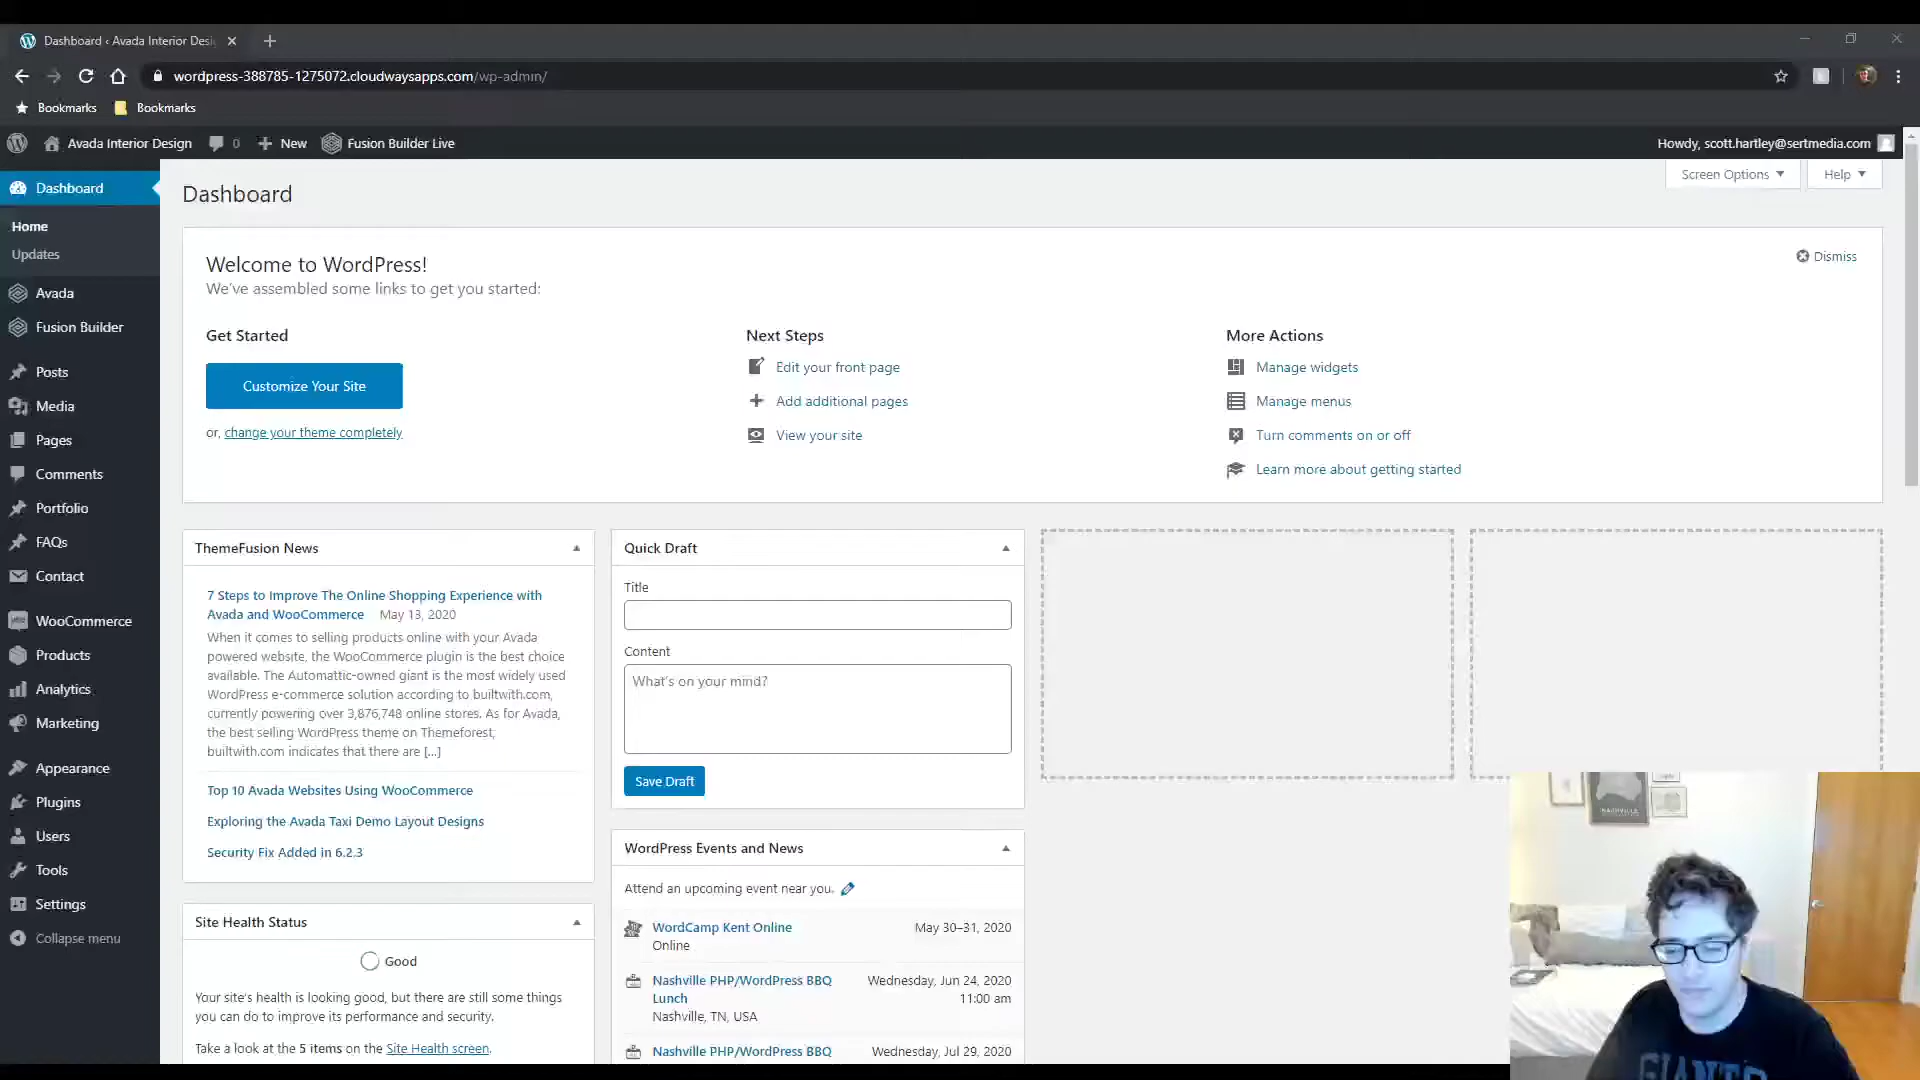 Dashboard ‹ Avada Interior Desi
wordpress-388785-1275072.cloudwaysapps.com/wp-admin/
Bookmarks Bookmarks
Avada Interior Design 0 New Fusion Builder Live Howdy, scott.hartley@sertmedia.com
Dashboard
Home
Updates
Avada
Fusion Builder
Posts
Media
Pages
Comments
Portfolio
FAQs
Contact
WooCommerce
Products
Analytics
Marketing
Appearance
Plugins
Users
Tools
Settings
Collapse menu
Dashboard
Screen Options
Help
Welcome to WordPress!
Dismiss
We've assembled some links to get you started:
Get Started
Customize Your Site
or, change your theme completely
Next Steps
Edit your front page
Add additional pages
View your site
More Actions
Manage widgets
Manage menus
Turn comments on or off
Learn more about getting started
ThemeFusion News
7 Steps to Improve The Online Shopping Experience with
Avada and WooCommerce May 13, 2020
When it comes to selling products online with your Avada
powered website, the WooCommerce plugin is the best choice
available. The Automattic-owned giant is the most widely used
WordPress e-commerce solution according to builtwith.com,
currently powering over 3,876,748 online stores. As for Avada,
the best selling WordPress theme on Themeforest,
builtwith.com indicates that there are […]
Top 10 Avada Websites Using WooCommerce
Exploring the Avada Taxi Demo Layout Designs
Security Fix Added in 6.2.3
Site Health Status
Good
Your site's health is looking good, but there are still some things
you can do to improve its performance and security.
Take a look at the 5 items on the Site Health screen.
Quick Draft
Title
Content
What's on your mind?
Save Draft
WordPress Events and News
Attend an upcoming event near you.
WordCamp Kent Online May 30–31, 2020
Online
Nashville PHP/WordPress BBQ Wednesday, Jun 24, 2020
Lunch 11:00 am
Nashville, TN, USA
Nashville PHP/WordPress BBQ Wednesday, Jul 29, 2020
NASHVILLE
GIANTS